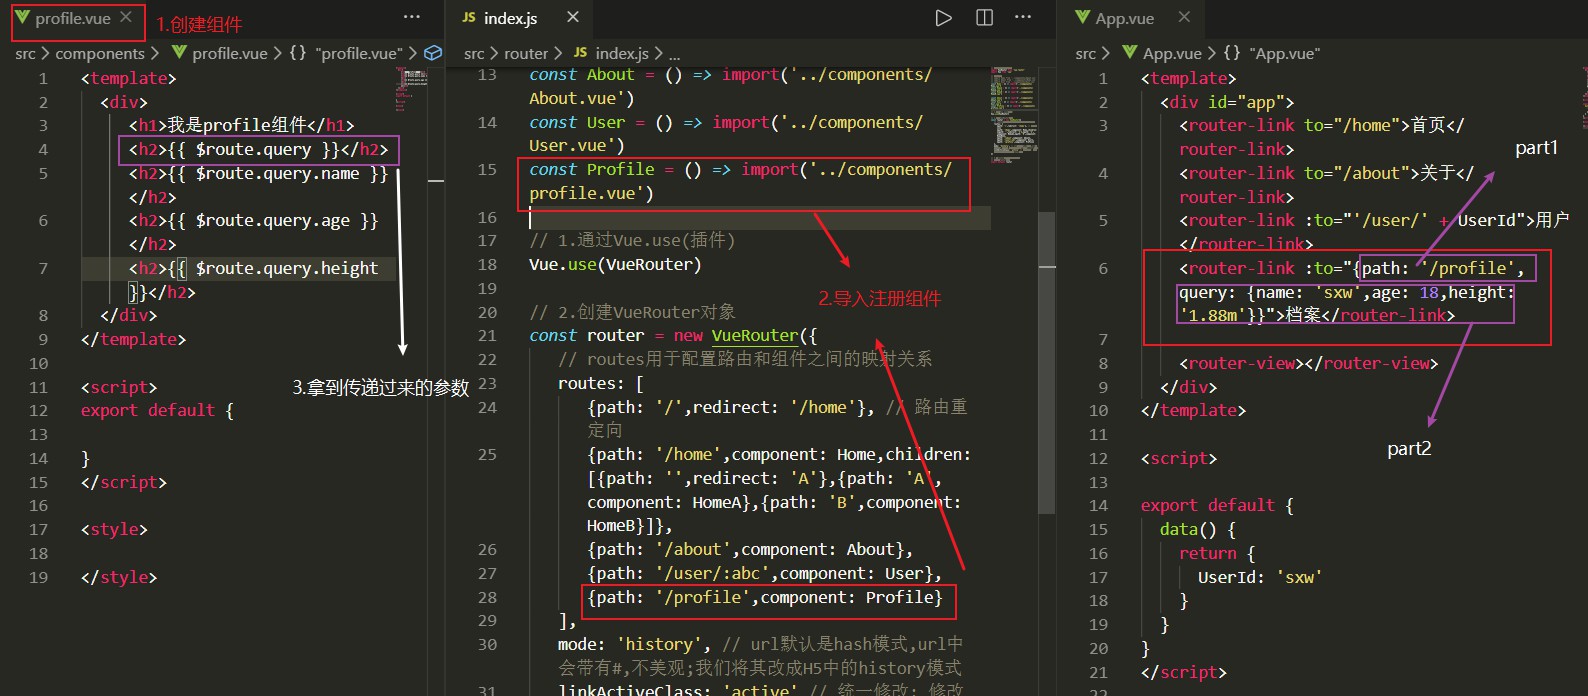 profile.vue
1.创建组件
src > components > profile.vue > {} "profile.vue" >
1 <template>
2 <div>
3 <h1>我是profile组件</h1>
4 <h2>{{ $route.query }}</h2>
5 <h2>{{ $route.query.name }}
</h2>
6 <h2>{{ $route.query.age }}
</h2>
7 <h2>{{ $route.query.height
}}</h2>
8 </div>
9 </template>
10
3.拿到传递过来的参数
11 <script>
12 export default {
13
14 }
15 </script>
16
17 <style>
18
19 </style>
JS index.js
src > router > JS index.js > ...
13 const About = () => import('../components/
About.vue')
14 const User = () => import('../components/
User.vue')
15 const Profile = () => import('../components/
profile.vue')
16
17 // 1.通过Vue.use(插件)
18 Vue.use(VueRouter)
19
2.导入注册组件
20 // 2.创建VueRouter对象
21 const router = new VueRouter({
22 // routes用于配置路由和组件之间的映射关系
23 routes: [
24 {path: '/',redirect: '/home'}, // 路由重
定向
25 {path: '/home',component: Home,children:
[{path: '',redirect: 'A'},{path: 'A',
component: HomeA},{path: 'B',component:
HomeB}]},
26 {path: '/about',component: About},
27 {path: '/user/:abc',component: User},
28 {path: '/profile',component: Profile}
29 ],
30 mode: 'history', // url默认是hash模式,url中
会带有#,不美观;我们将其改成H5中的history模式
31 linkActiveClass: 'active' // 统一修改: 修改
App.vue
src > App.vue > {} "App.vue"
1 <template>
2 <div id="app">
3 <router-link to="/home">首页</
router-link>
part1
4 <router-link to="/about">关于</
router-link>
5 <router-link :to="'/user/' + UserId">用户
</router-link>
6 <router-link :to="{path: '/profile',
query: {name: 'sxw',age: 18,height:
'1.88m'}}">档案</router-link>
7
8 <router-view></router-view>
9 </div>
10 </template>
11
part2
12 <script>
13
14 export default {
15 data() {
16 return {
17 UserId: 'sxw'
18 }
19 }
20 }
21 </script>
22